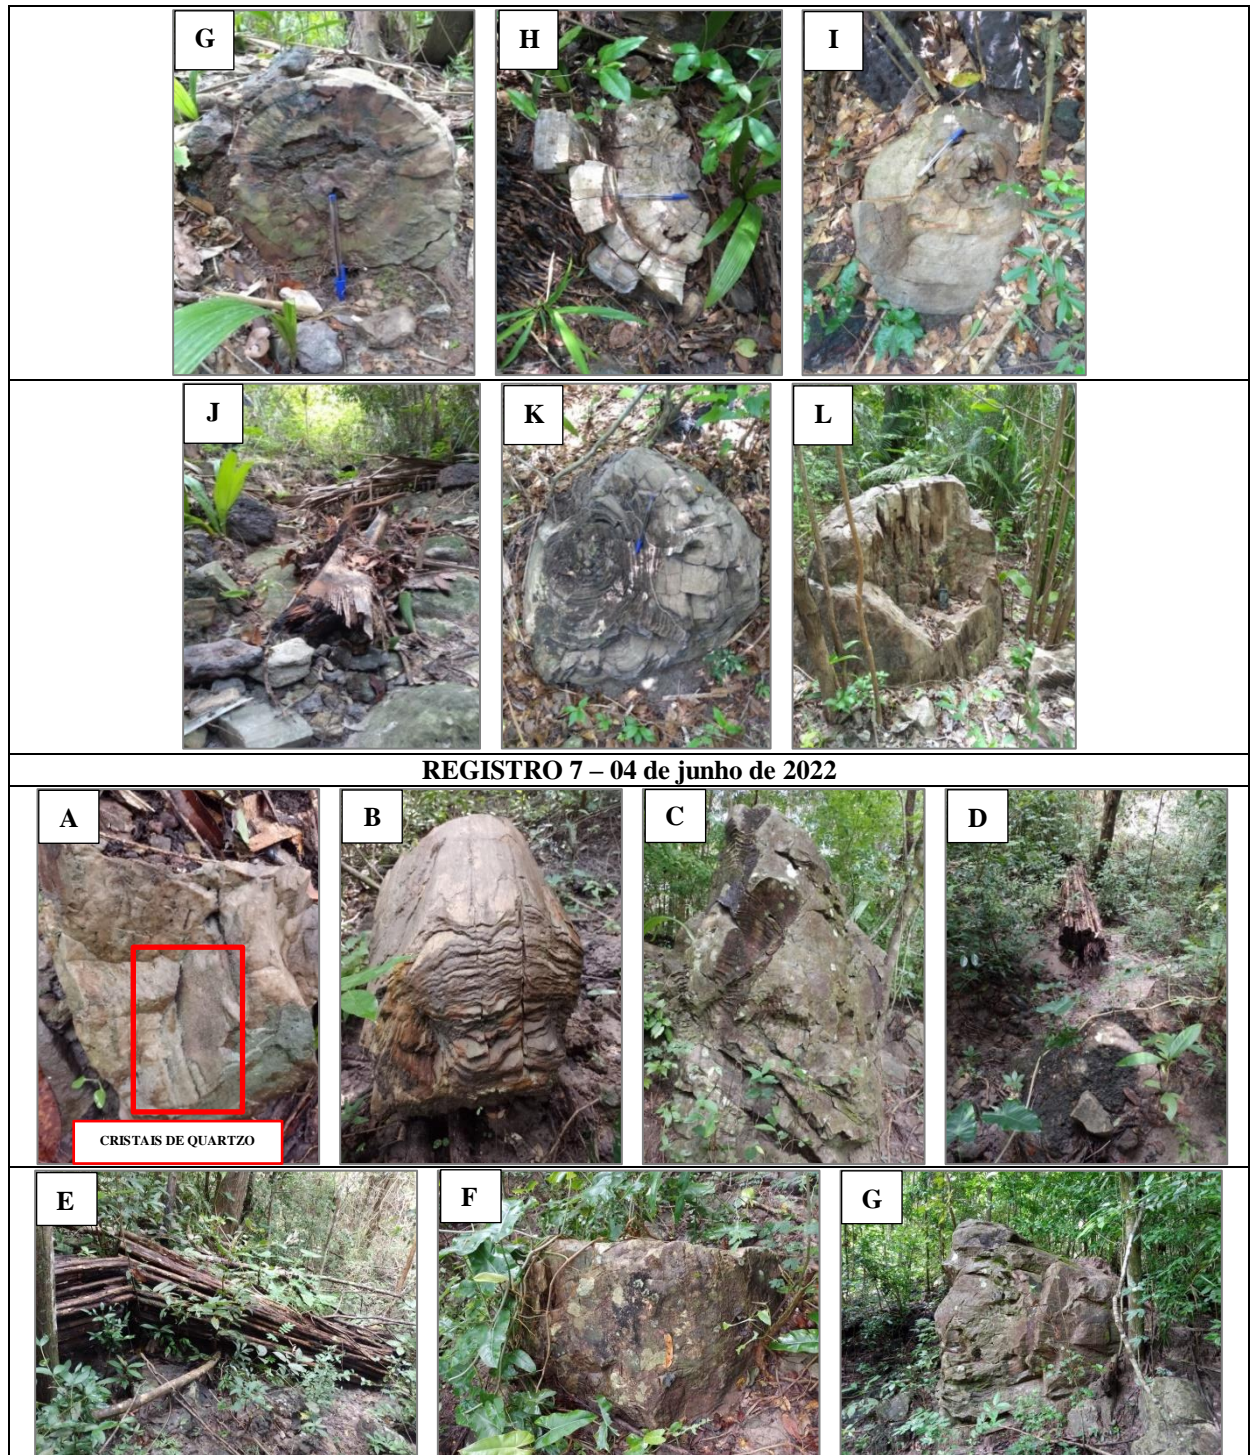 G
H
I
J
K
L
REGISTRO 7 – 04 de junho de 2022
A
B
C
D
CRISTAIS DE QUARTZO
E
F
G